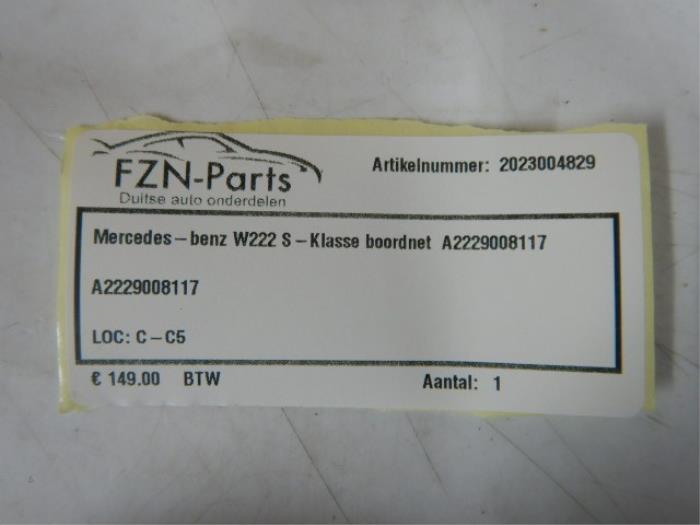 FZN-Parts
Duitse auto onderdelen
Artikelnummer: 2023004829
Mercedes-benz W222 S-Klasse boordnet A2229008117
A2229008117
LOC: C-C5
€ 149.00 BTW
Aantal: 1